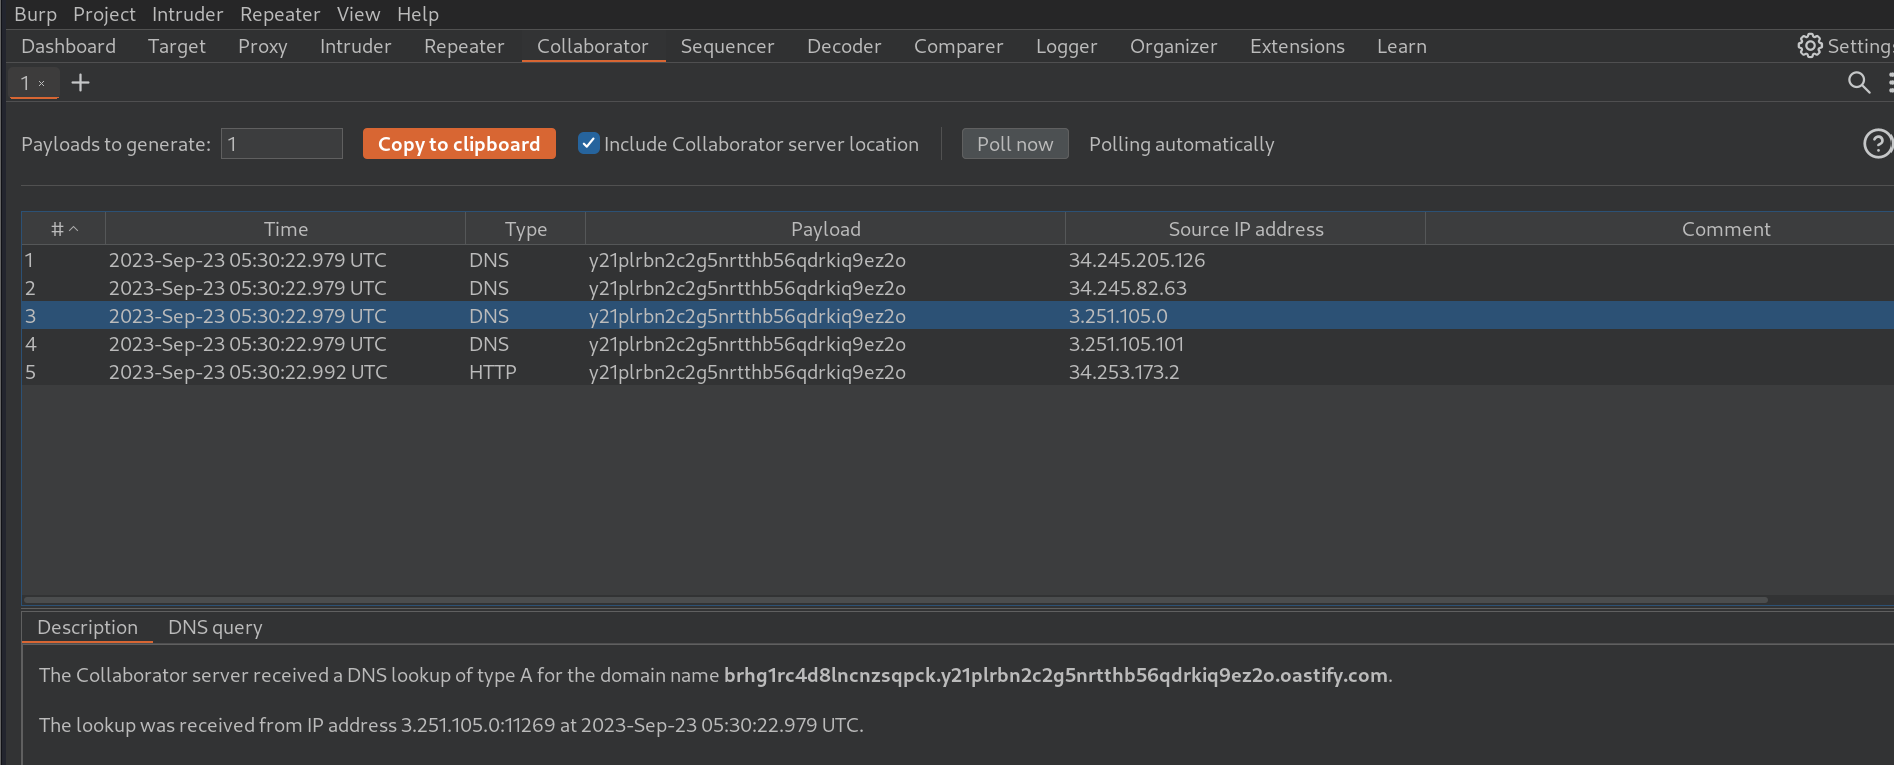 Burp Project Intruder Repeater View Help
Dashboard Target Proxy Intruder Repeater Collaborator Sequencer Decoder Comparer Logger Organizer Extensions Learn Settings
1 × +
Payloads to generate: 1 Copy to clipboard Include Collaborator server location Poll now Polling automatically ?
# Time Type Payload Source IP address Comment
1 2023-Sep-23 05:30:22.979 UTC DNS y21plrbn2c2g5nrtthb56qdrkiq9ez2o 34.245.205.126
2 2023-Sep-23 05:30:22.979 UTC DNS y21plrbn2c2g5nrtthb56qdrkiq9ez2o 34.245.82.63
3 2023-Sep-23 05:30:22.979 UTC DNS y21plrbn2c2g5nrtthb56qdrkiq9ez2o 3.251.105.0
4 2023-Sep-23 05:30:22.979 UTC DNS y21plrbn2c2g5nrtthb56qdrkiq9ez2o 3.251.105.101
5 2023-Sep-23 05:30:22.992 UTC HTTP y21plrbn2c2g5nrtthb56qdrkiq9ez2o 34.253.173.2
Description DNS query
The Collaborator server received a DNS lookup of type A for the domain name brhg1rc4d8lncnzsqpck.y21plrbn2c2g5nrtthb56qdrkiq9ez2o.oastify.com.
The lookup was received from IP address 3.251.105.0:11269 at 2023-Sep-23 05:30:22.979 UTC.